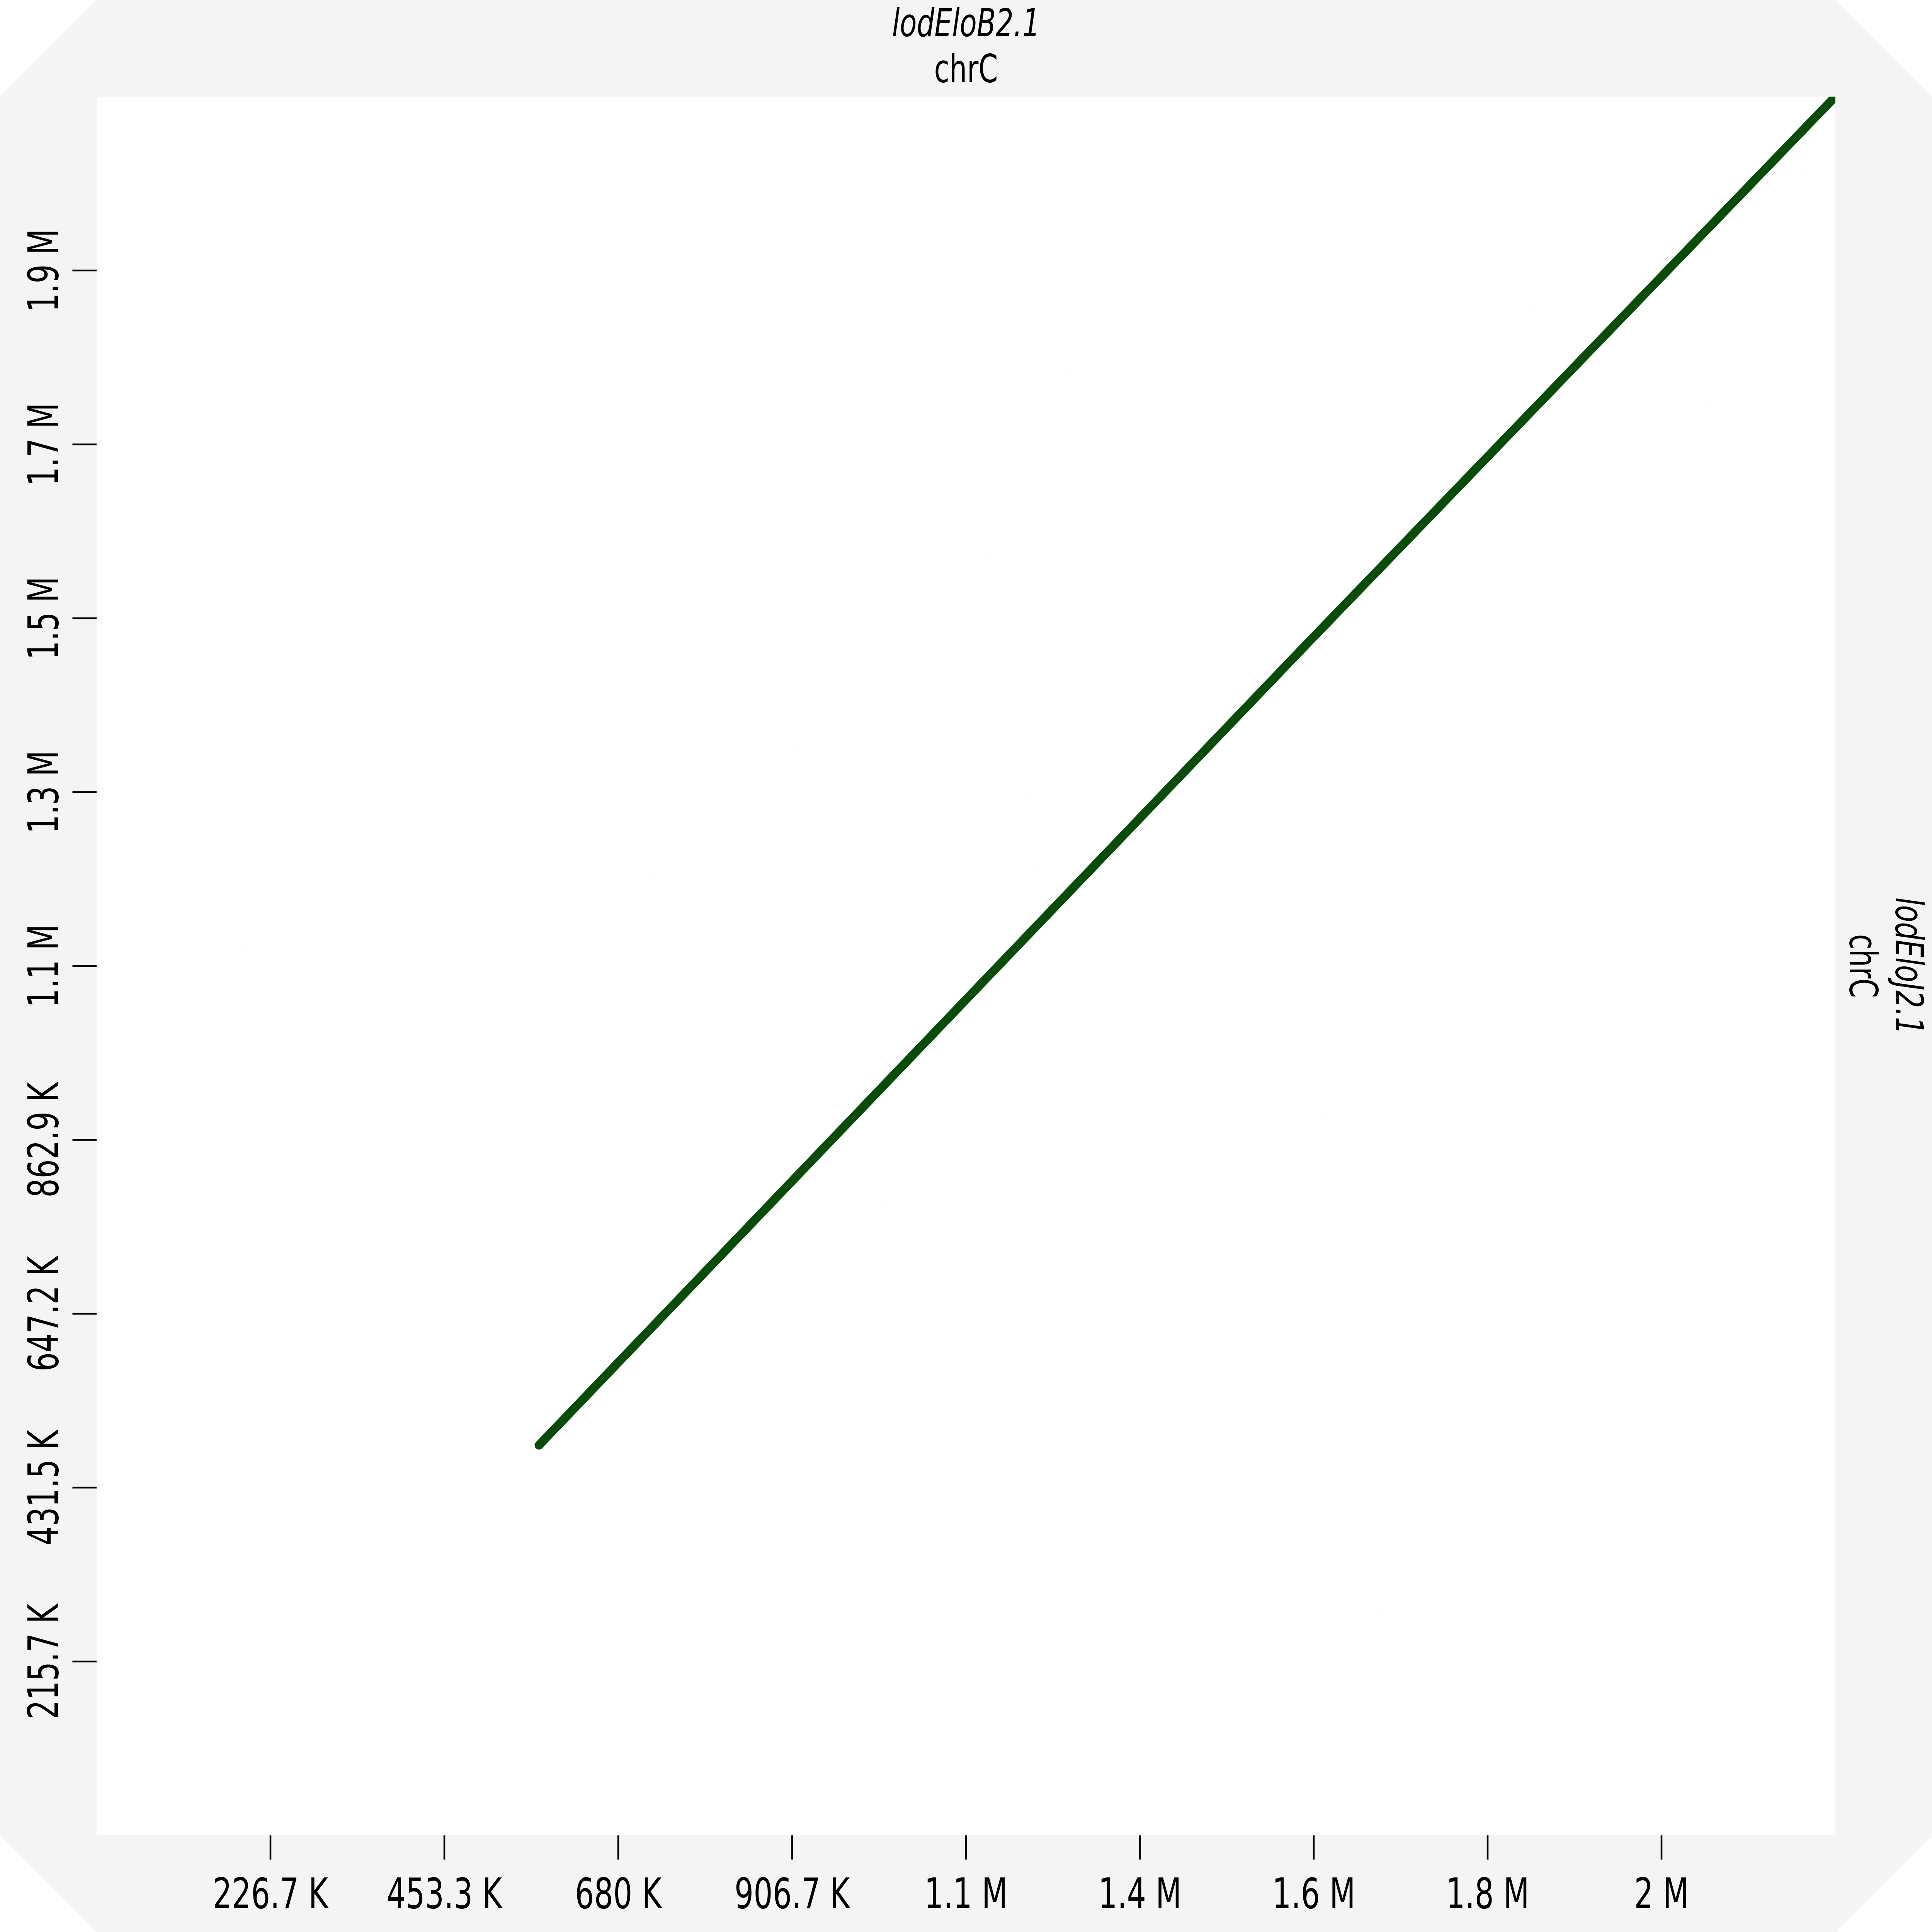 lodEloB2.1
chrC
1.9 M
1.7 M
1.5 M
1.3 M
1.1 M
862.9 K
647.2 K
431.5 K
215.7 K
lodEloJ2.1
chrC
226.7 K
453.3 K
680 K
906.7 K
1.1 M
1.4 M
1.6 M
1.8 M
2 M